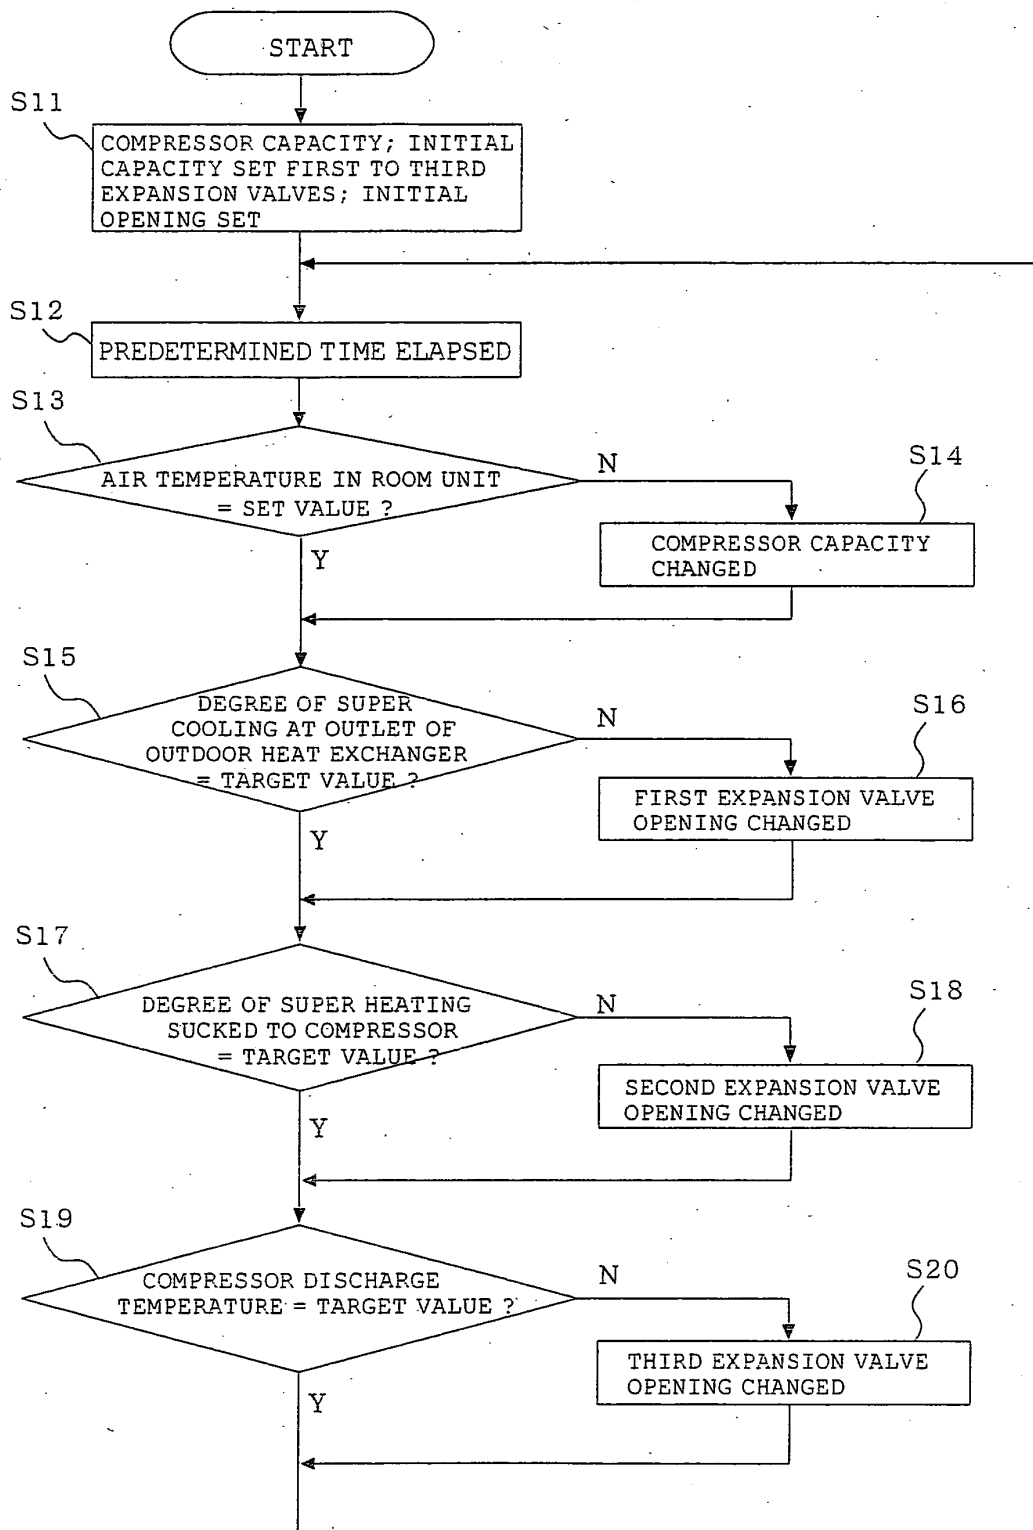 START
S11
COMPRESSOR CAPACITY; INITIAL
CAPACITY SET FIRST TO THIRD
EXPANSION VALVES; INITIAL
OPENING SET
S12
PREDETERMINED TIME ELAPSED
S13
AIR TEMPERATURE IN ROOM UNIT
= SET VALUE ?
N
Y
S14
COMPRESSOR CAPACITY
CHANGED
S15
DEGREE OF SUPER
COOLING AT OUTLET OF
OUTDOOR HEAT EXCHANGER
= TARGET VALUE ?
N
Y
S16
FIRST EXPANSION VALVE
OPENING CHANGED
S17
DEGREE OF SUPER HEATING
SUCKED TO COMPRESSOR
= TARGET VALUE ?
N
Y
S18
SECOND EXPANSION VALVE
OPENING CHANGED
S19
COMPRESSOR DISCHARGE
TEMPERATURE = TARGET VALUE ?
N
Y
S20
THIRD EXPANSION VALVE
OPENING CHANGED